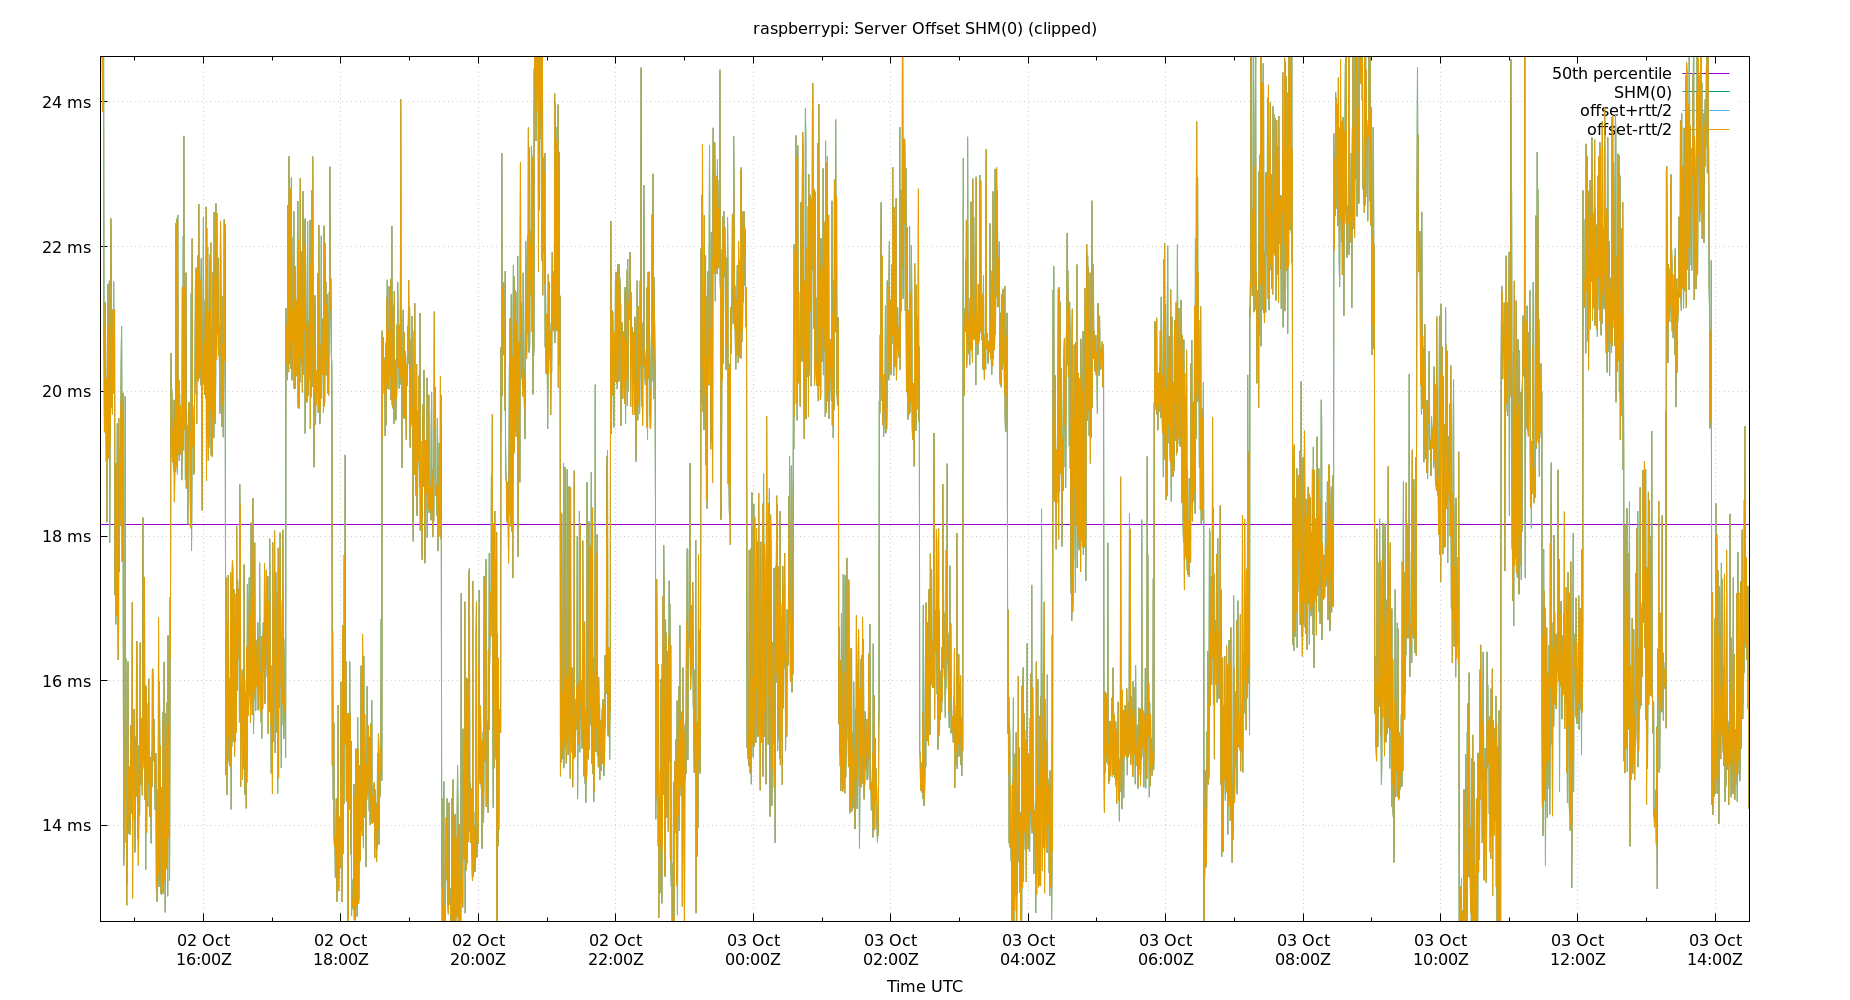 raspberrypi: Server Offset SHM(0) (clipped)
50th percentile
SHM(0)
offset+rtt/2
offset-rtt/2
24 ms
22 ms
20 ms
18 ms
16 ms
14 ms
02 Oct 02 Oct 02 Oct 02 Oct 03 Oct 03 Oct 03 Oct 03 Oct 03 Oct 03 Oct 03 Oct 03 Oct
16:00Z 18:00Z 20:00Z 22:00Z 00:00Z 02:00Z 04:00Z 06:00Z 08:00Z 10:00Z 12:00Z 14:00Z
Time UTC